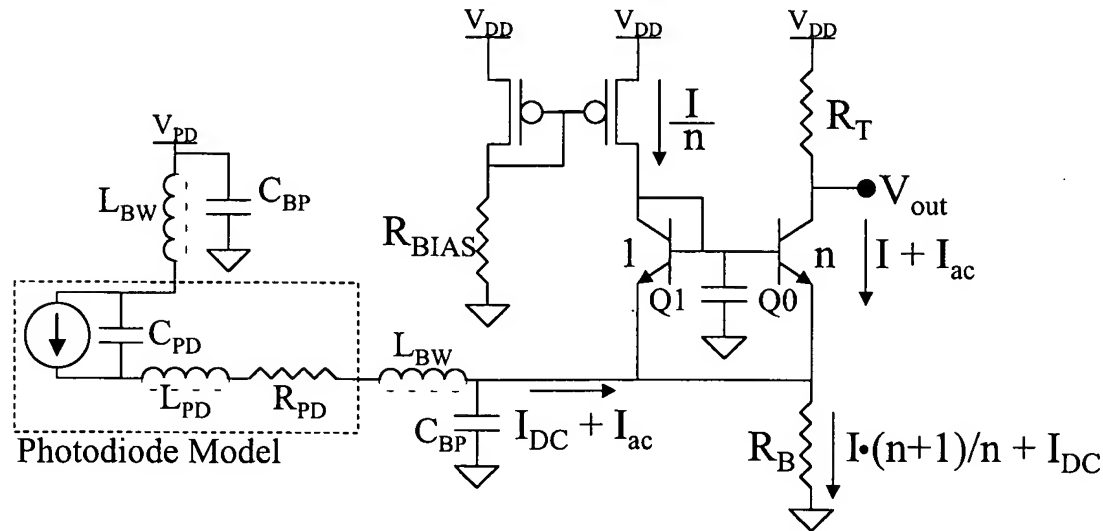 V_DD V_DD V_DD
I/n
R_T
V_PD
L_BW C_BP
V_out
R_BIAS
1 n
I + I_ac
Q1 Q0
C_PD
L_BW
L_PD R_PD
C_BP I_DC + I_ac
R_B I•(n+1)/n + I_DC
Photodiode Model